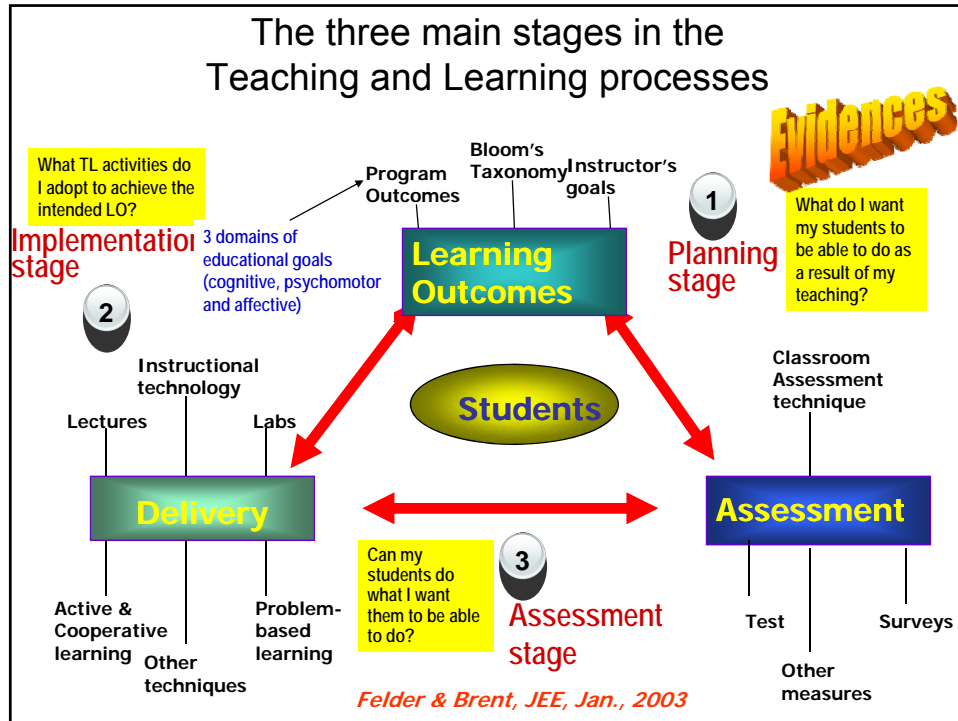 The three main stages in the
Teaching and Learning processes
Evidences
What TL activities do
I adopt to achieve the
intended LO?
Implementation
stage
2
Program
Outcomes
Bloom's
Taxonomy
Instructor's
goals
3 domains of
educational goals
(cognitive, psychomotor
and affective)
Learning
Outcomes
1
Planning
stage
What do I want
my students to
be able to do as
a result of my
teaching?
Instructional
technology
Lectures
Labs
Students
Classroom
Assessment
technique
Delivery
Assessment
Active &
Cooperative
learning
Other
techniques
Problem-
based
learning
Can my
students do
what I want
them to be able
to do?
3
Assessment
stage
Test
Other
measures
Surveys
Felder & Brent, JEE, Jan., 2003